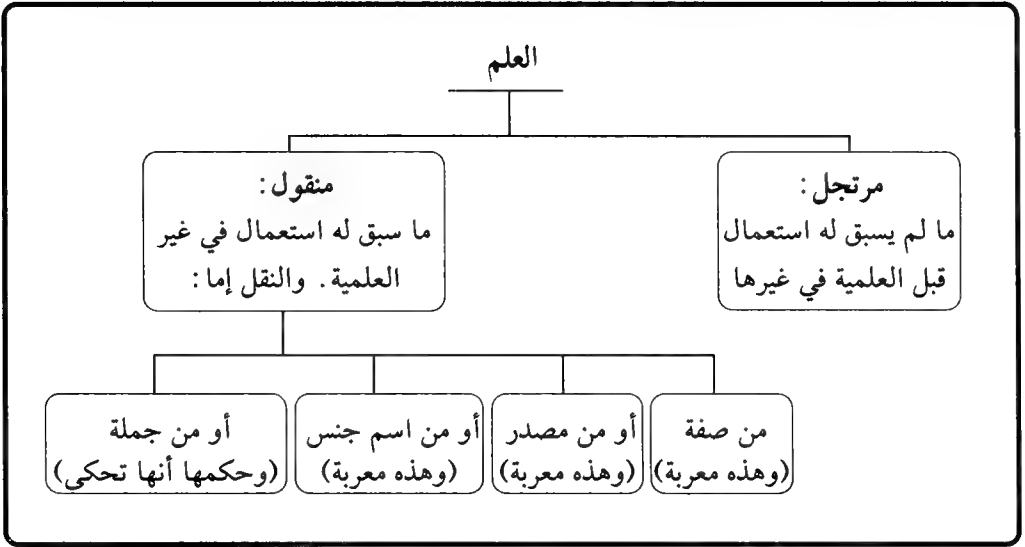 العلم
مرتجل:
ما لم يسبق له استعمال
قبل العلمية في غيرها
منقول:
ما سبق له استعمال في غير
العلمية. والنقل إما:
من صفة
(وهذه معربة)
أو من مصدر
(وهذه معربة)
أو من اسم جنس
(وهذه معربة)
أو من جملة
(وحكمها أنها تحكى)